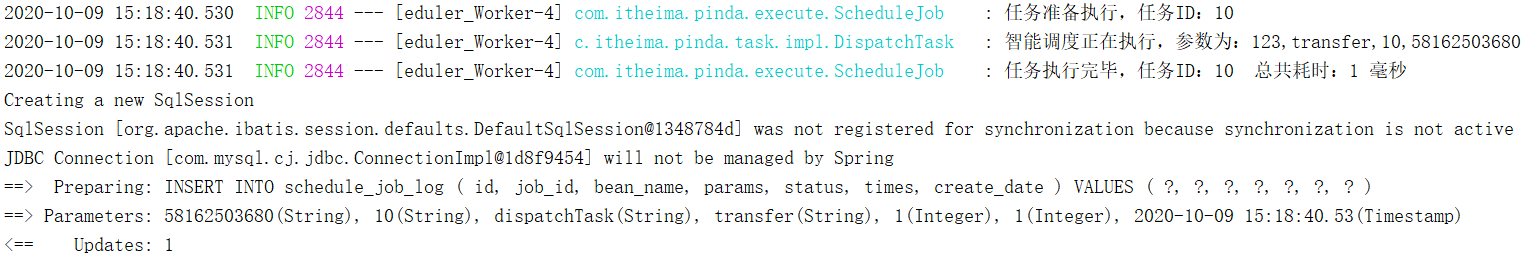 2020-10-09 15:18:40.530  INFO 2844 --- [eduler_Worker-4] com.itheima.pinda.execute.ScheduleJob    : 任务准备执行，任务ID：10
2020-10-09 15:18:40.531  INFO 2844 --- [eduler_Worker-4] c.itheima.pinda.task.impl.DispatchTask   : 智能调度正在执行，参数为：123,transfer,10,58162503680
2020-10-09 15:18:40.531  INFO 2844 --- [eduler_Worker-4] com.itheima.pinda.execute.ScheduleJob    : 任务执行完毕，任务ID：10  总共耗时：1 毫秒
Creating a new SqlSession
SqlSession [org.apache.ibatis.session.defaults.DefaultSqlSession@1348784d] was not registered for synchronization because synchronization is not active
JDBC Connection [com.mysql.cj.jdbc.ConnectionImpl@1d8f9454] will not be managed by Spring
==>  Preparing: INSERT INTO schedule_job_log ( id, job_id, bean_name, params, status, times, create_date ) VALUES ( ?, ?, ?, ?, ?, ?, ? )
==> Parameters: 58162503680(String), 10(String), dispatchTask(String), transfer(String), 1(Integer), 1(Integer), 2020-10-09 15:18:40.53(Timestamp)
<==    Updates: 1